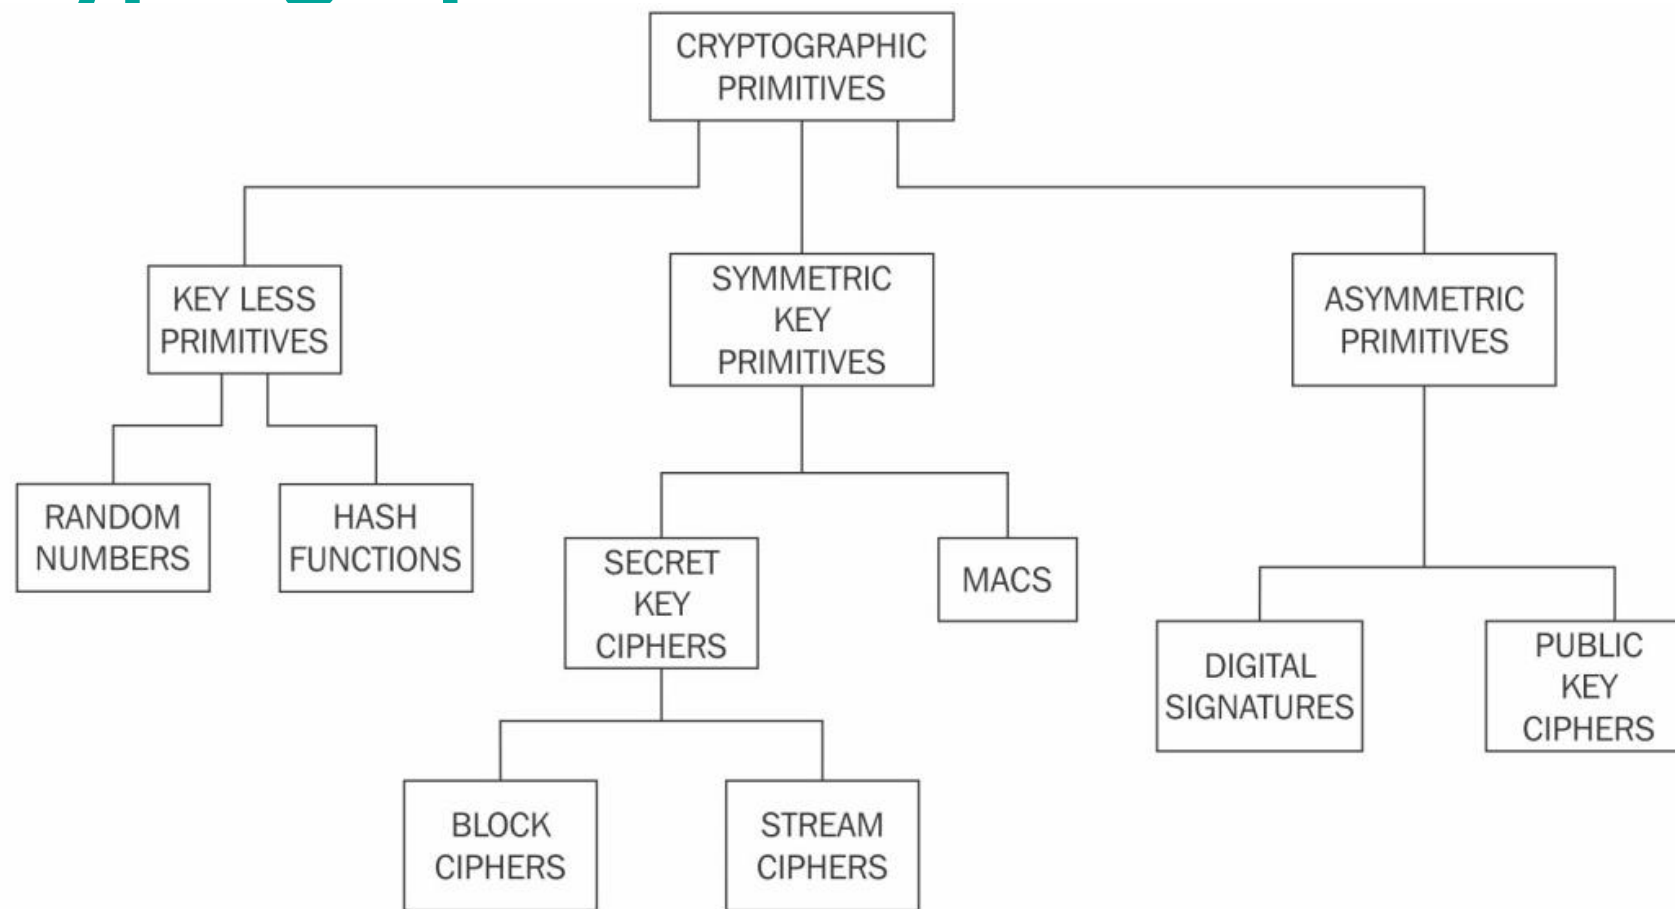 CRYPTOGRAPHIC
PRIMITIVES
KEY LESS
PRIMITIVES
SYMMETRIC
KEY
PRIMITIVES
ASYMMETRIC
PRIMITIVES
RANDOM
NUMBERS
HASH
FUNCTIONS
SECRET
KEY
CIPHERS
MACS
DIGITAL
SIGNATURES
PUBLIC
KEY
CIPHERS
BLOCK
CIPHERS
STREAM
CIPHERS